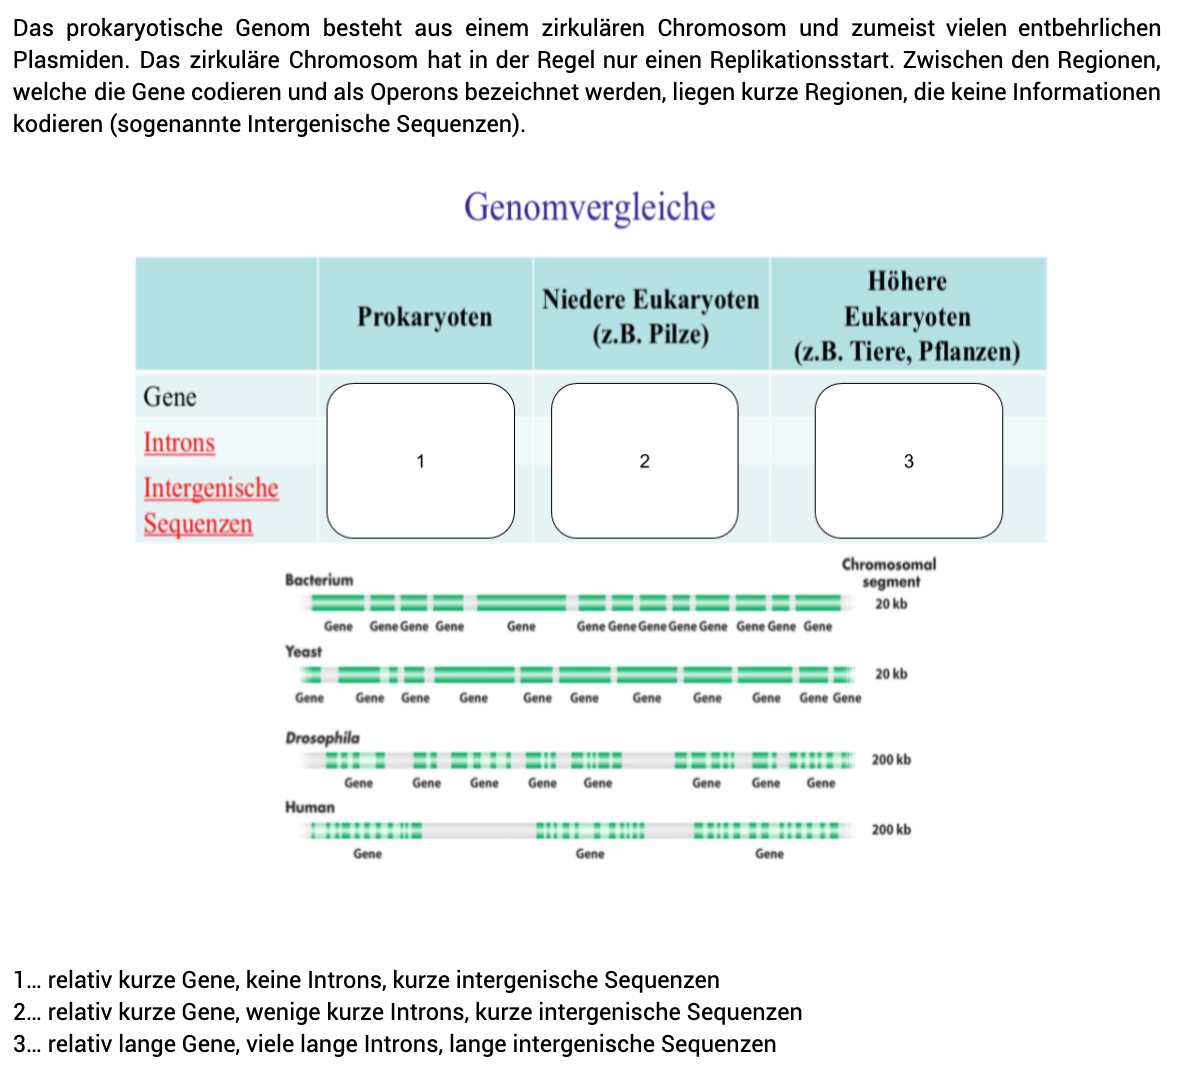 Das prokaryotische Genom besteht aus einem zirkulären Chromosom und zumeist vielen entbehrlichen
Plasmiden. Das zirkuläre Chromosom hat in der Regel nur einen Replikationsstart. Zwischen den Regionen,
welche die Gene codieren und als Operons bezeichnet werden, liegen kurze Regionen, die keine Informationen
kodieren (sogenannte Intergenische Sequenzen).
Genomvergleiche
Prokaryoten
Niedere Eukaryoten
(z.B. Pilze)
Höhere
Eukaryoten
(z.B. Tiere, Pflanzen)
Gene
Introns
Intergenische
Sequenzen
1
2
3
Chromosomal
segment
Bacterium
20 kb
Gene Gene Gene Gene Gene Gene Gene Gene Gene Gene Gene Gene Gene
Yeast
20 kb
Gene Gene Gene Gene Gene Gene Gene Gene Gene Gene Gene
Drosophila
200 kb
Gene Gene Gene Gene Gene Gene Gene Gene
Human
200 kb
Gene Gene Gene
1... relativ kurze Gene, keine Introns, kurze intergenische Sequenzen
2... relativ kurze Gene, wenige kurze Introns, kurze intergenische Sequenzen
3... relativ lange Gene, viele lange Introns, lange intergenische Sequenzen